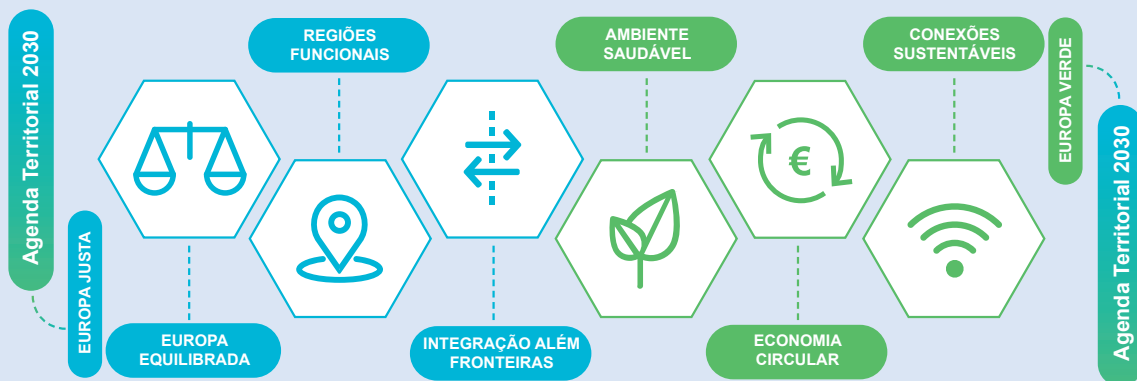 Agenda Territorial 2030
EUROPA JUSTA
EUROPA
EQUILIBRADA
REGIÕES
FUNCIONAIS
INTEGRAÇÃO ALÉM
FRONTEIRAS
AMBIENTE
SAUDÁVEL
€
ECONOMIA
CIRCULAR
CONEXÕES
SUSTENTÁVEIS
EUROPA VERDE
Agenda Territorial 2030